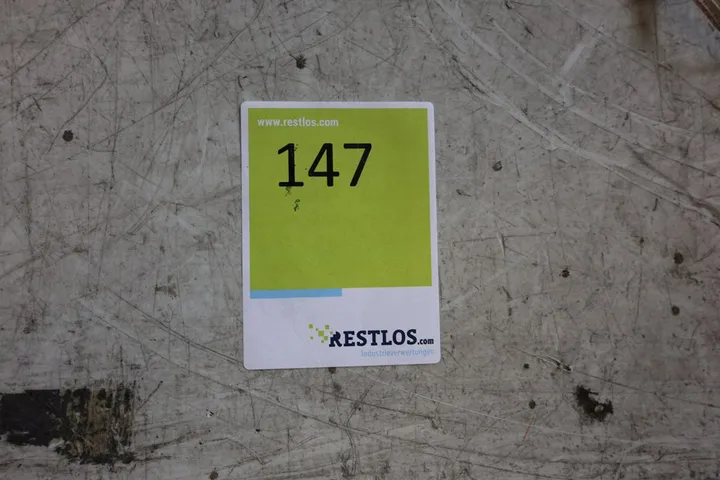 www.restlos.com
147
RESTLOS.com
Industrieverwertungen